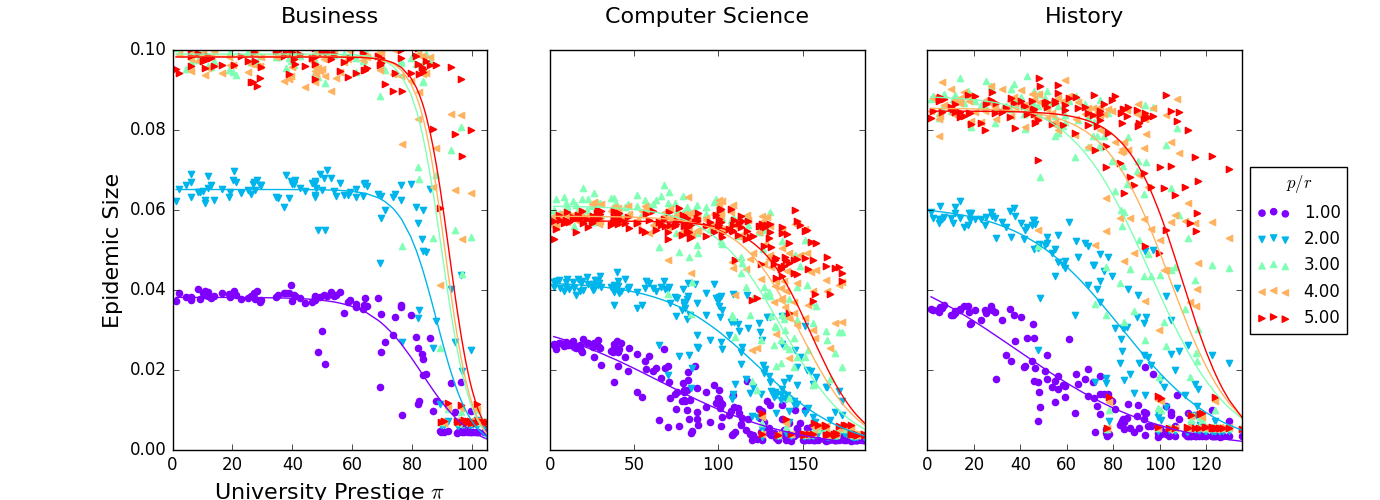 Business
Computer Science
History
Epidemic Size
0.10
0.08
0.06
0.04
0.02
0.00
0 20 40 60 80 100
0 50 100 150
0 20 40 60 80 100 120
University Prestige π
p/r
1.00
2.00
3.00
4.00
5.00